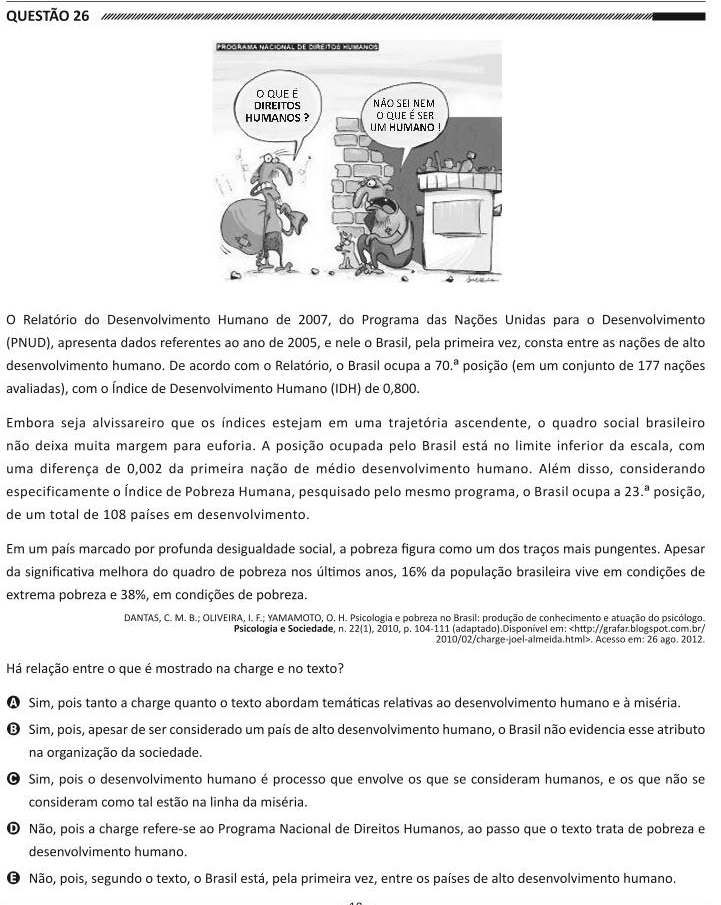 QUESTÃO 26
PROGRAMA NACIONAL DE DIREITOS HUMANOS
O QUE É
DIREITOS
HUMANOS ?
NÃO SEI NEM
O QUE É SER
UM HUMANO !
O Relatório do Desenvolvimento Humano de 2007, do Programa das Nações Unidas para o Desenvolvimento
(PNUD), apresenta dados referentes ao ano de 2005, e nele o Brasil, pela primeira vez, consta entre as nações de alto
desenvolvimento humano. De acordo com o Relatório, o Brasil ocupa a 70.ª posição (em um conjunto de 177 nações
avaliadas), com o Índice de Desenvolvimento Humano (IDH) de 0,800.
Embora seja alvissareiro que os índices estejam em uma trajetória ascendente, o quadro social brasileiro
não deixa muita margem para euforia. A posição ocupada pelo Brasil está no limite inferior da escala, com
uma diferença de 0,002 da primeira nação de médio desenvolvimento humano. Além disso, considerando
especificamente o Índice de Pobreza Humana, pesquisado pelo mesmo programa, o Brasil ocupa a 23.ª posição,
de um total de 108 países em desenvolvimento.
Em um país marcado por profunda desigualdade social, a pobreza figura como um dos traços mais pungentes. Apesar
da significativa melhora do quadro de pobreza nos últimos anos, 16% da população brasileira vive em condições de
extrema pobreza e 38%, em condições de pobreza.
DANTAS, C. M. B.; OLIVEIRA, I. F.; YAMAMOTO, O. H. Psicologia e pobreza no Brasil: produção de conhecimento e atuação do psicólogo.
Psicologia e Sociedade, n. 22(1), 2010, p. 104-111 (adaptado).Disponível em: <http://grafar.blogspot.com.br/
2010/02/charge-joel-almeida.html>. Acesso em: 26 ago. 2012.
Há relação entre o que é mostrado na charge e no texto?
A Sim, pois tanto a charge quanto o texto abordam temáticas relativas ao desenvolvimento humano e à miséria.
B Sim, pois, apesar de ser considerado um país de alto desenvolvimento humano, o Brasil não evidencia esse atributo
na organização da sociedade.
C Sim, pois o desenvolvimento humano é processo que envolve os que se consideram humanos, e os que não se
consideram como tal estão na linha da miséria.
D Não, pois a charge refere-se ao Programa Nacional de Direitos Humanos, ao passo que o texto trata de pobreza e
desenvolvimento humano.
E Não, pois, segundo o texto, o Brasil está, pela primeira vez, entre os países de alto desenvolvimento humano.